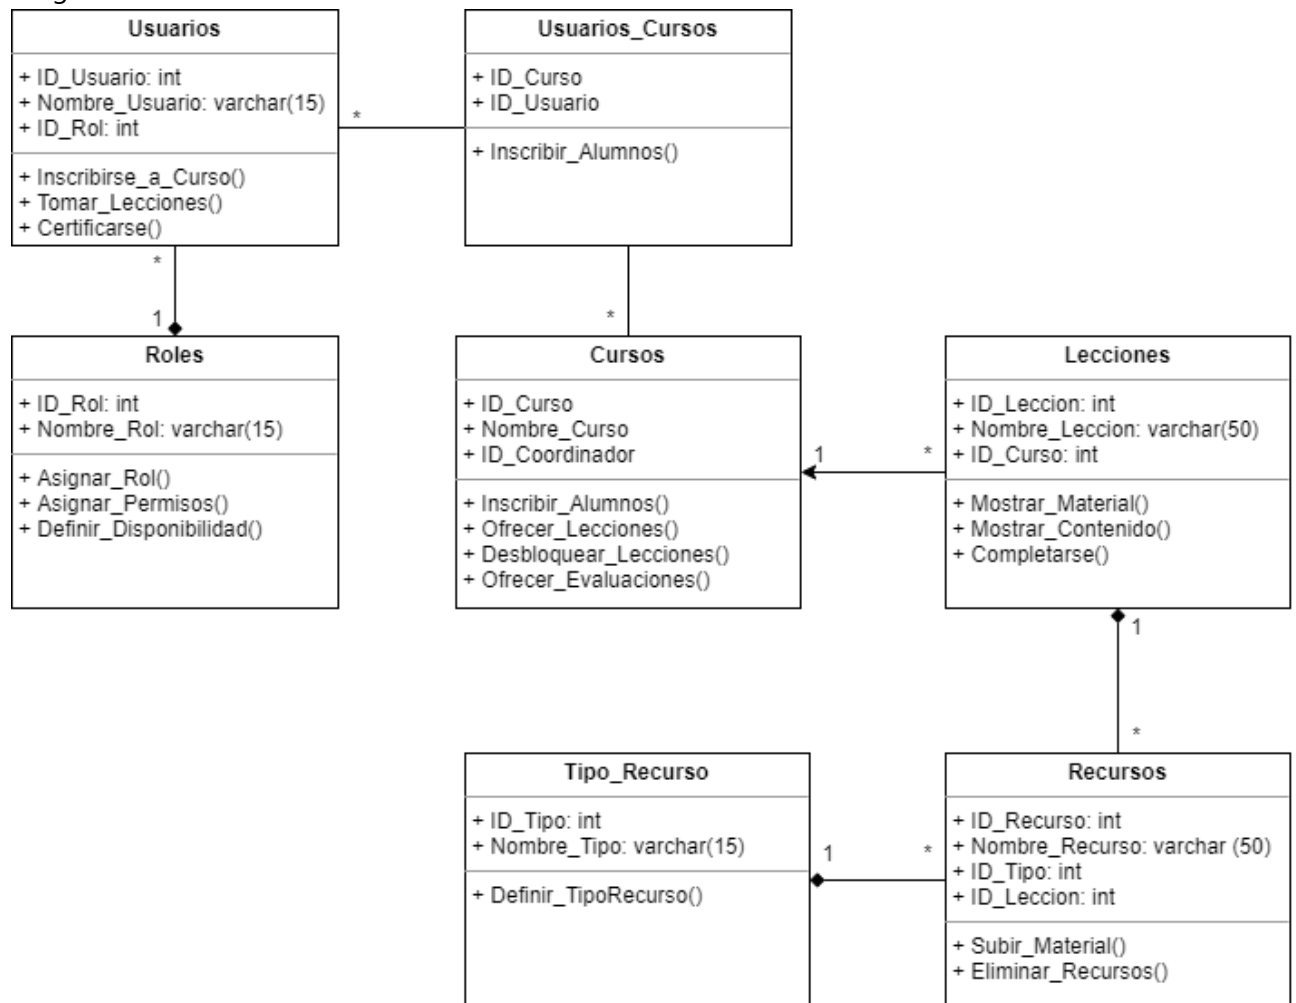 Usuarios
+ ID_Usuario: int
+ Nombre_Usuario: varchar(15)
+ ID_Rol: int
+ Inscribirse_a_Curso()
+ Tomar_Lecciones()
+ Certificarse()
*
Usuarios_Cursos
+ ID_Curso
+ ID_Usuario
+ Inscribir_Alumnos()
*
1
*
Roles
+ ID_Rol: int
+ Nombre_Rol: varchar(15)
+ Asignar_Rol()
+ Asignar_Permisos()
+ Definir_Disponibilidad()
Cursos
+ ID_Curso
+ Nombre_Curso
+ ID_Coordinador
+ Inscribir_Alumnos()
+ Ofrecer_Lecciones()
+ Desbloquear_Lecciones()
+ Ofrecer_Evaluaciones()
1
*
Lecciones
+ ID_Leccion: int
+ Nombre_Leccion: varchar(50)
+ ID_Curso: int
+ Mostrar_Material()
+ Mostrar_Contenido()
+ Completarse()
1
*
Tipo_Recurso
+ ID_Tipo: int
+ Nombre_Tipo: varchar(15)
+ Definir_TipoRecurso()
1
*
Recursos
+ ID_Recurso: int
+ Nombre_Recurso: varchar (50)
+ ID_Tipo: int
+ ID_Leccion: int
+ Subir_Material()
+ Eliminar_Recursos()